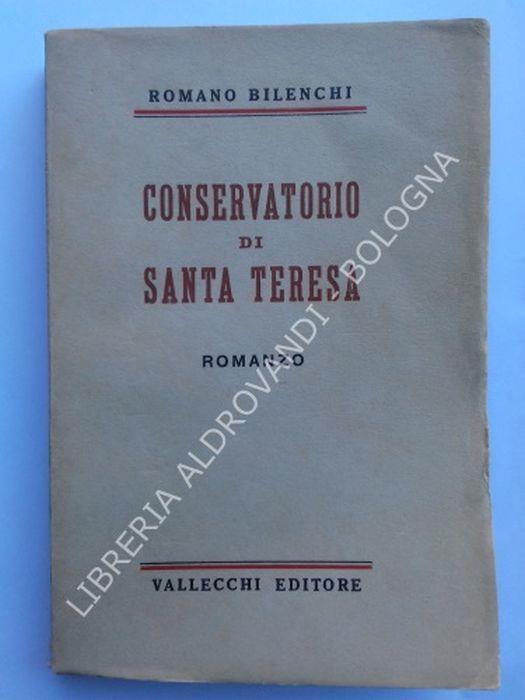 ROMANO BILENCHI
CONSERVATORIO
DI
SANTA TERESA
ROMANZO
VALLECCHI EDITORE
LIBRERIA ALDROVANDI - BOLOGNA